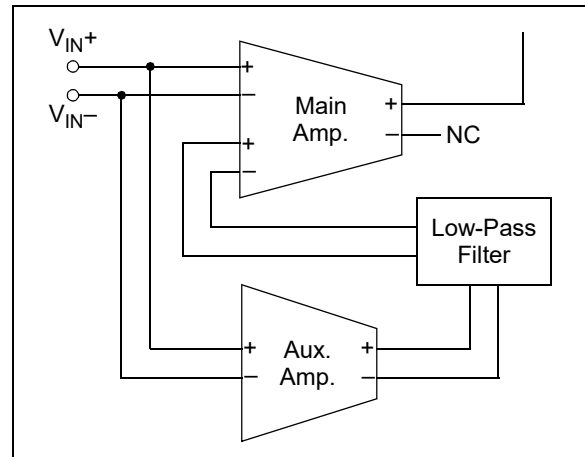 V_IN+
V_IN–
+
–
+
–
Main
Amp.
+
–
NC
Low-Pass
Filter
+
–
Aux.
Amp.
+
–